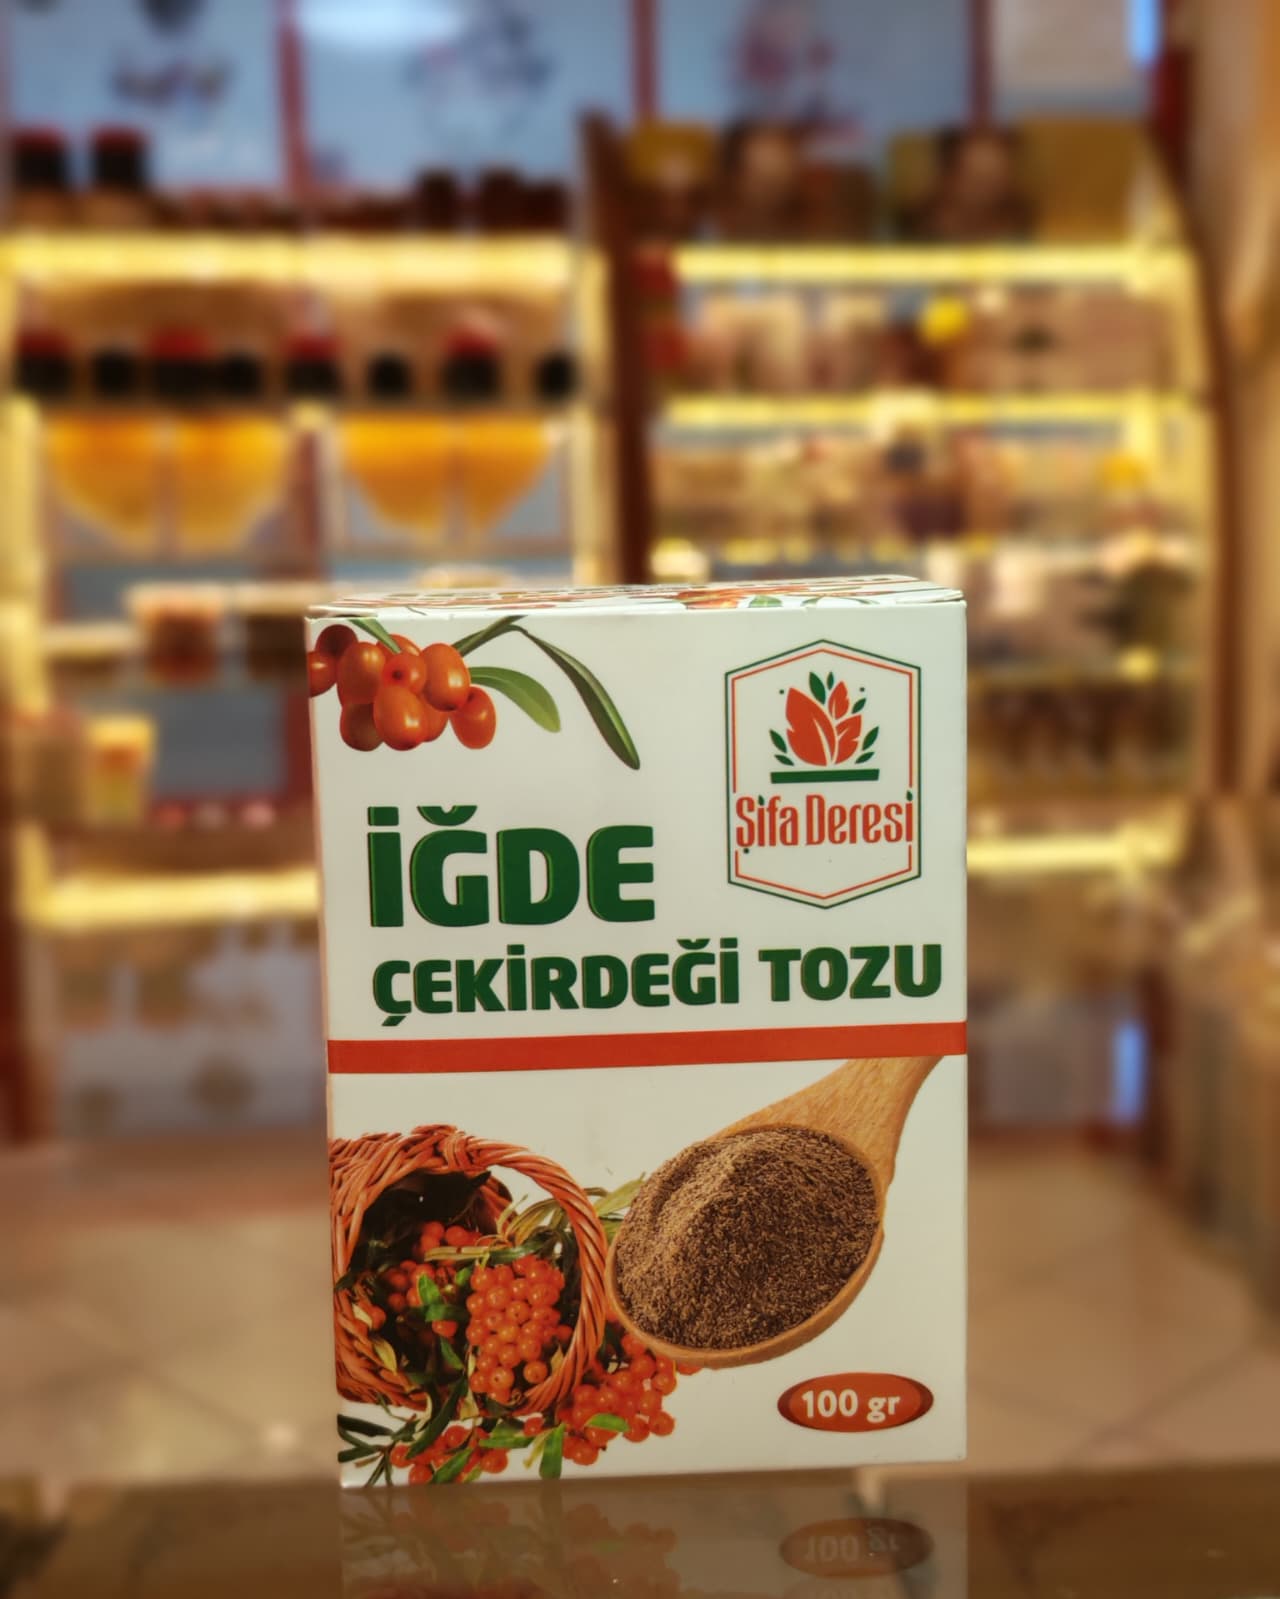 Şifa Deresi
İĞDE
ÇEKİRDEĞİ TOZU
100 gr